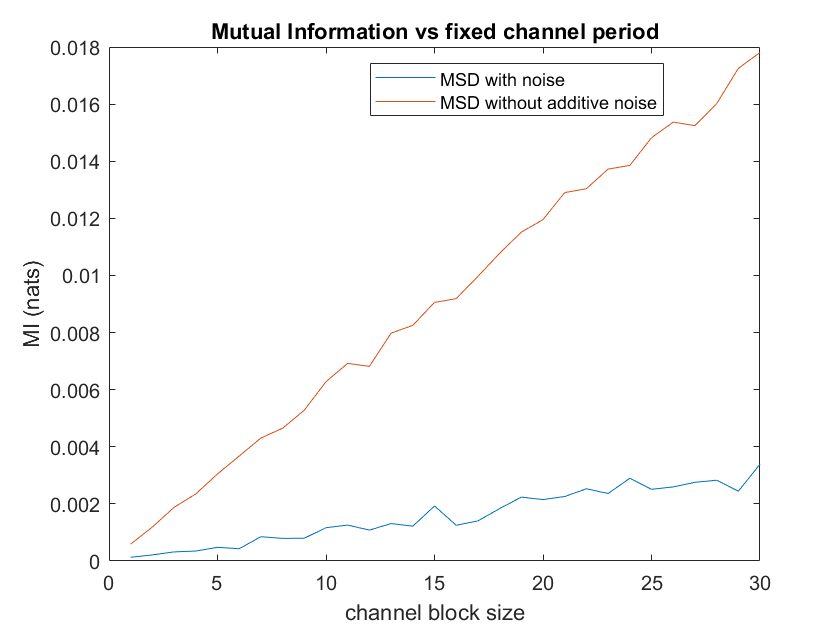 Mutual Information vs fixed channel period
MSD with noise
MSD without additive noise
0.018
0.016
0.014
0.012
0.01
0.008
0.006
0.004
0.002
0
MI (nats)
0 5 10 15 20 25 30
channel block size